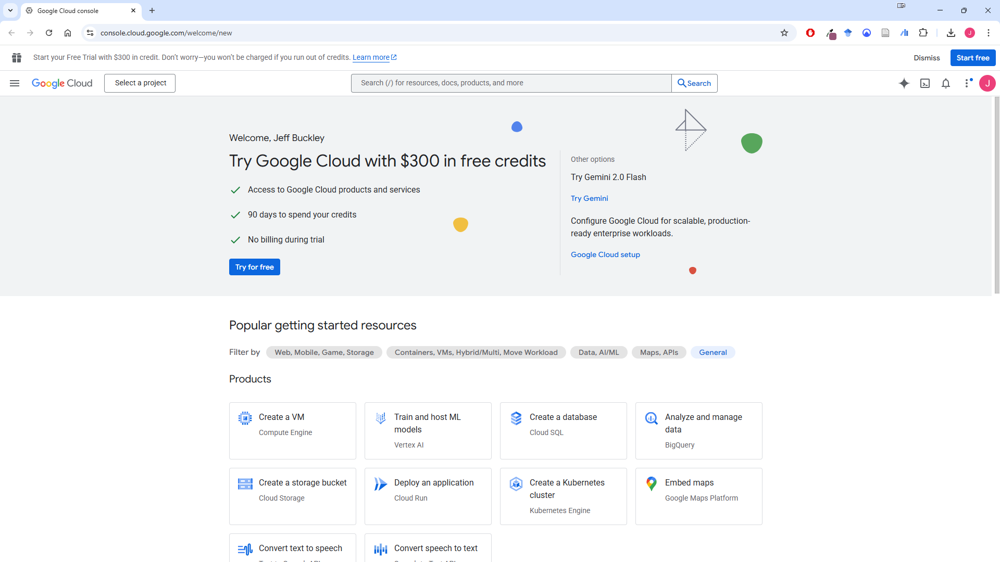 Google Cloud console
console.cloud.google.com/welcome/new
J
Start your Free Trial with $300 in credit. Don't worry—you won't be charged if you run out of credits. Learn more
Dismiss
Start free
Google Cloud
Select a project
Search (/) for resources, docs, products, and more
Search
J
Welcome, Jeff Buckley
Try Google Cloud with $300 in free credits
Access to Google Cloud products and services
90 days to spend your credits
No billing during trial
Try for free
Other options
Try Gemini 2.0 Flash
Try Gemini
Configure Google Cloud for scalable, production-
ready enterprise workloads.
Google Cloud setup
Popular getting started resources
Filter by
Web, Mobile, Game, Storage
Containers, VMs, Hybrid/Multi, Move Workload
Data, AI/ML
Maps, APIs
General
Products
Create a VM
Compute Engine
Train and host ML
models
Vertex AI
Create a database
Cloud SQL
Analyze and manage
data
BigQuery
Create a storage bucket
Cloud Storage
Deploy an application
Cloud Run
Create a Kubernetes
cluster
Kubernetes Engine
Embed maps
Google Maps Platform
Convert text to speech
Convert speech to text